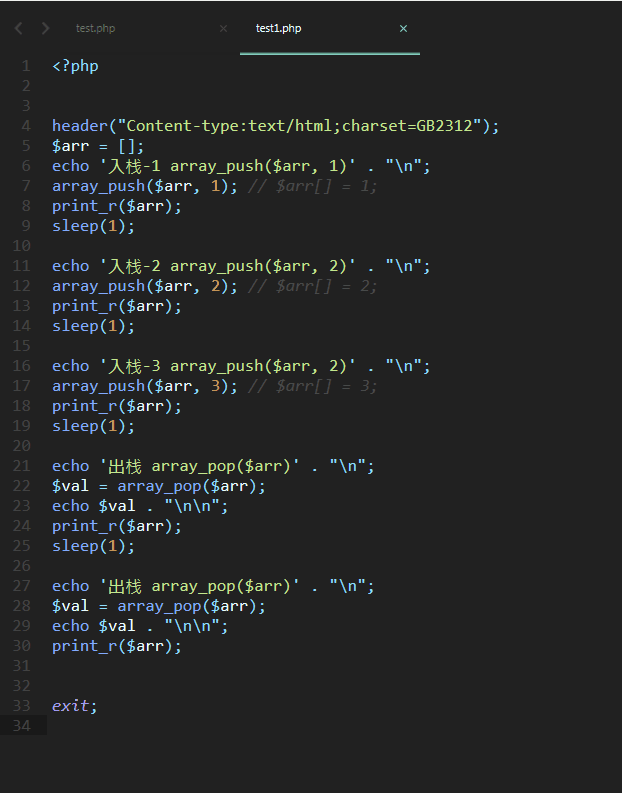 test.php × test1.php ×
1 <?php
2
3
4 header("Content-type:text/html;charset=GB2312");
5 $arr = [];
6 echo '入栈-1 array_push($arr, 1)' . "\n";
7 array_push($arr, 1); // $arr[] = 1;
8 print_r($arr);
9 sleep(1);
10
11 echo '入栈-2 array_push($arr, 2)' . "\n";
12 array_push($arr, 2); // $arr[] = 2;
13 print_r($arr);
14 sleep(1);
15
16 echo '入栈-3 array_push($arr, 2)' . "\n";
17 array_push($arr, 3); // $arr[] = 3;
18 print_r($arr);
19 sleep(1);
20
21 echo '出栈 array_pop($arr)' . "\n";
22 $val = array_pop($arr);
23 echo $val . "\n\n";
24 print_r($arr);
25 sleep(1);
26
27 echo '出栈 array_pop($arr)' . "\n";
28 $val = array_pop($arr);
29 echo $val . "\n\n";
30 print_r($arr);
31
32
33 exit;
34